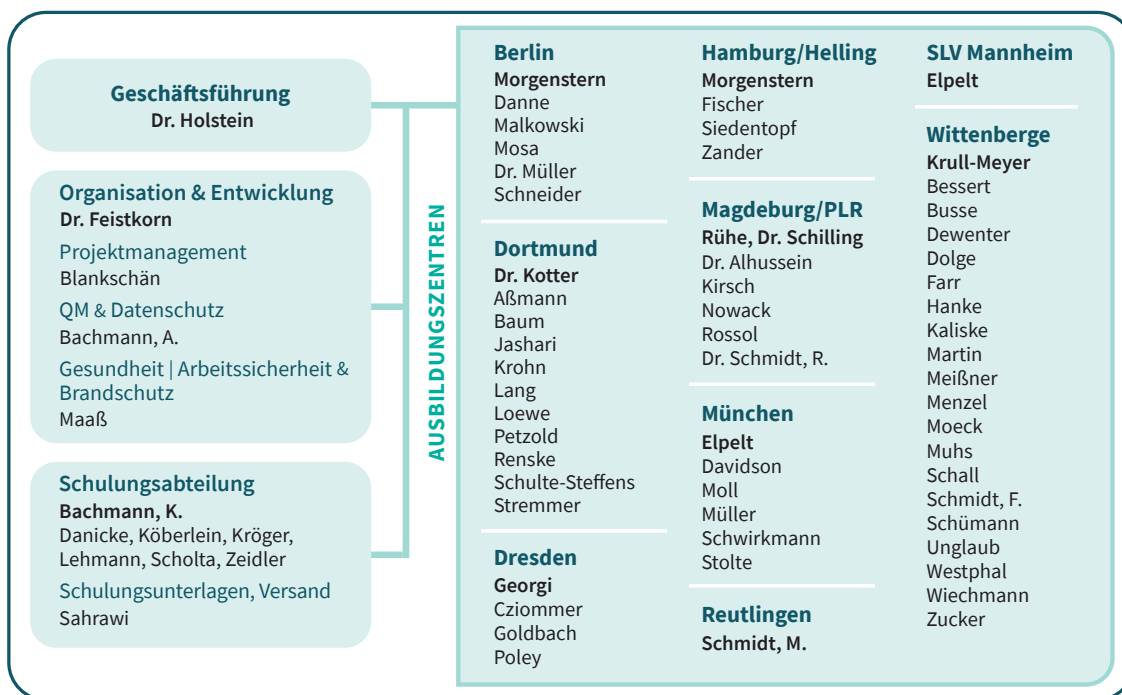 Geschäftsführung
Dr. Holstein
Organisation & Entwicklung
Dr. Feistkorn
Projektmanagement
Blankschän
QM & Datenschutz
Bachmann, A.
Gesundheit | Arbeitssicherheit &
Brandschutz
Maaß
Schulungsabteilung
Bachmann, K.
Danicke, Köberlein, Kröger,
Lehmann, Scholta, Zeidler
Schulungsunterlagen, Versand
Sahrawi
AUSBILDUNGSZENTREN
Berlin
Morgenstern
Danne
Malkowski
Mosa
Dr. Müller
Schneider
Dortmund
Dr. Kotter
Aßmann
Baum
Jashari
Krohn
Lang
Loewe
Petzold
Renske
Schulte-Steffens
Stremmer
Dresden
Georgi
Cziommer
Goldbach
Poley
Hamburg/Helling
Morgenstern
Fischer
Siedentopf
Zander
Magdeburg/PLR
Rühe, Dr. Schilling
Dr. Alhussein
Kirsch
Nowack
Rossol
Dr. Schmidt, R.
München
Elpelt
Davidson
Moll
Müller
Schwirkmann
Stolte
Reutlingen
Schmidt, M.
SLV Mannheim
Elpelt
Wittenberge
Krull-Meyer
Bessert
Busse
Dewenter
Dolge
Farr
Hanke
Kaliske
Martin
Meißner
Menzel
Moeck
Muhs
Schall
Schmidt, F.
Schümann
Unglaub
Westphal
Wiechmann
Zucker